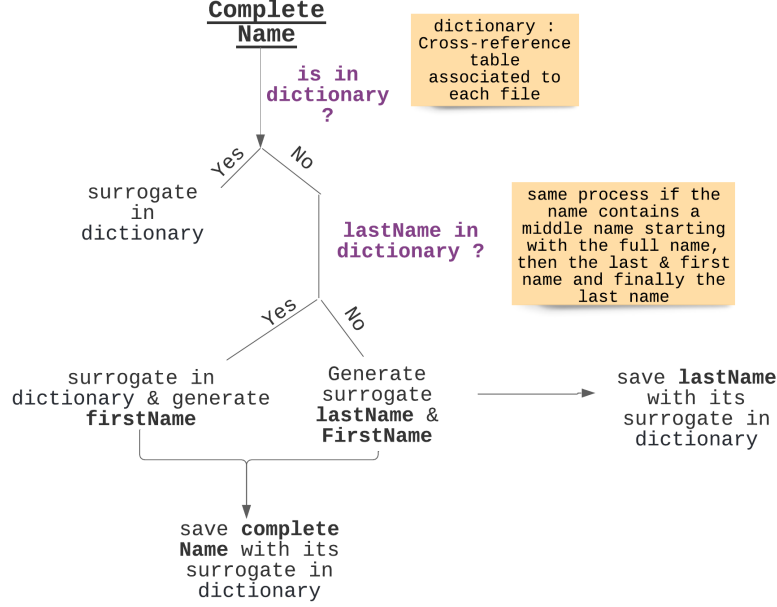 Complete
Name
dictionary :
Cross-reference
table
associated to
each file
is in
dictionary
?
Yes
No
surrogate
in
dictionary
same process if the
name contains a
middle name starting
with the full name,
then the last & first
name and finally the
last name
lastName in
dictionary ?
Yes
No
surrogate in
dictionary & generate
firstName
Generate
surrogate
lastName &
FirstName
save lastName
with its
surrogate in
dictionary
save complete
Name with its
surrogate in
dictionary